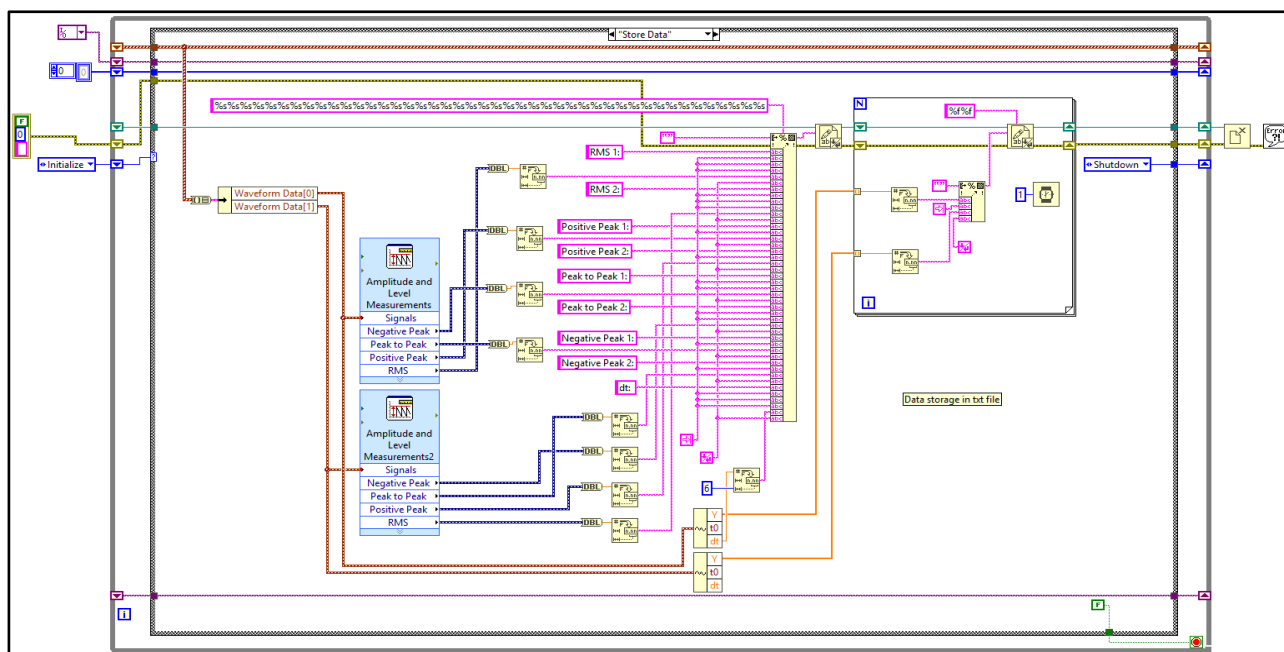 "Store Data"
0
0
%s%s%s%s%s%s%s%s%s%s%s%s%s%s%s%s%s%s%s%s%s%s%s%s%s%s%s%s%s%s%s%s%s%s%s%s%s%s%s%s%s%s%s%s%s
N
%f%f
F
0
Initialize
RMS 1:
Error
?!
Shutdown
DBL
Waveform Data[0]
Waveform Data[1]
RMS 2:
1
Positive Peak 1:
DBL
Positive Peak 2:
Amplitude and
Level
Measurements
Signals
Negative Peak
Peak to Peak
Positive Peak
RMS
DBL
Peak to Peak 1:
Peak to Peak 2:
i
DBL
Negative Peak 1:
Negative Peak 2:
dt:
Data storage in txt file
Amplitude and
Level
Measurements2
Signals
Negative Peak
Peak to Peak
Positive Peak
RMS
DBL
DBL
DBL
DBL
6
Y
t0
dt
Y
t0
dt
i
F